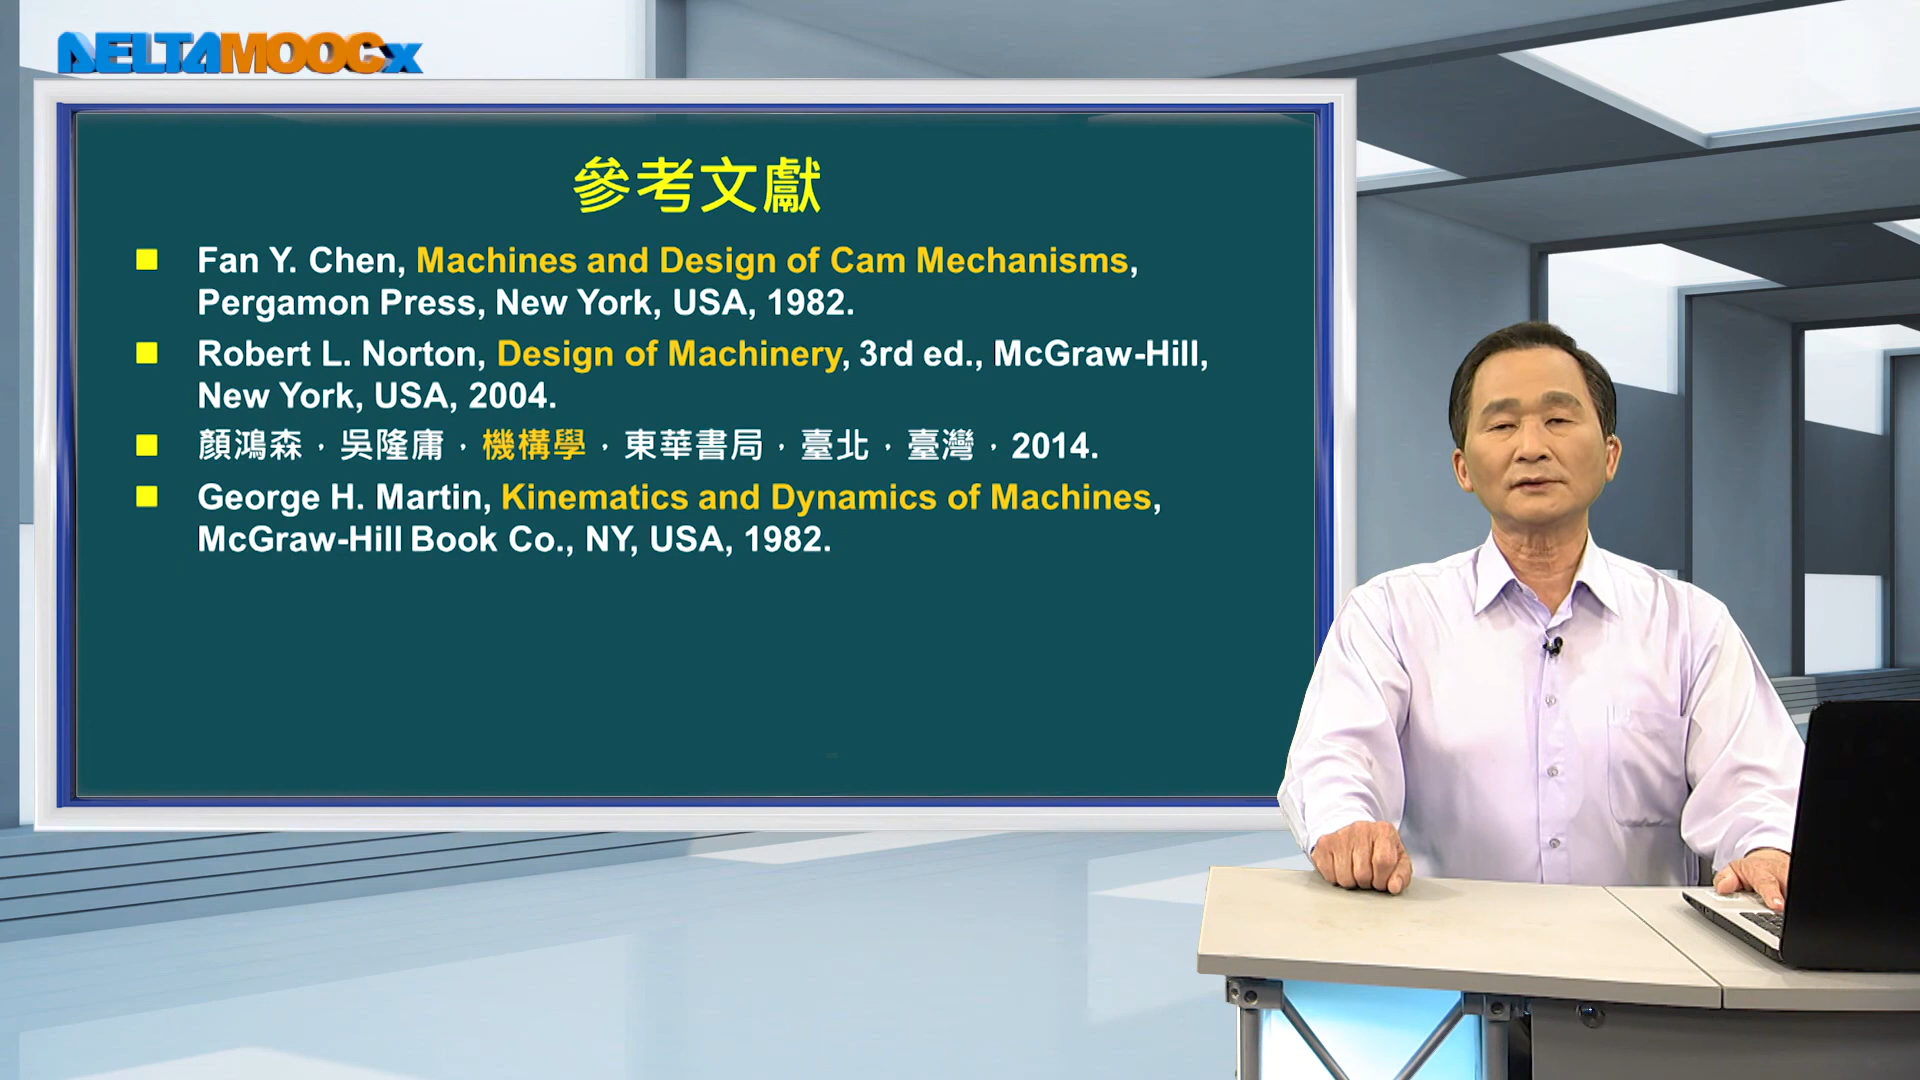 DELTAMOOCx
參考文獻
Fan Y. Chen, Machines and Design of Cam Mechanisms,
Pergamon Press, New York, USA, 1982.
Robert L. Norton, Design of Machinery, 3rd ed., McGraw-Hill,
New York, USA, 2004.
顏鴻森，吳隆庸，機構學，東華書局，臺北，臺灣，2014.
George H. Martin, Kinematics and Dynamics of Machines,
McGraw-Hill Book Co., NY, USA, 1982.